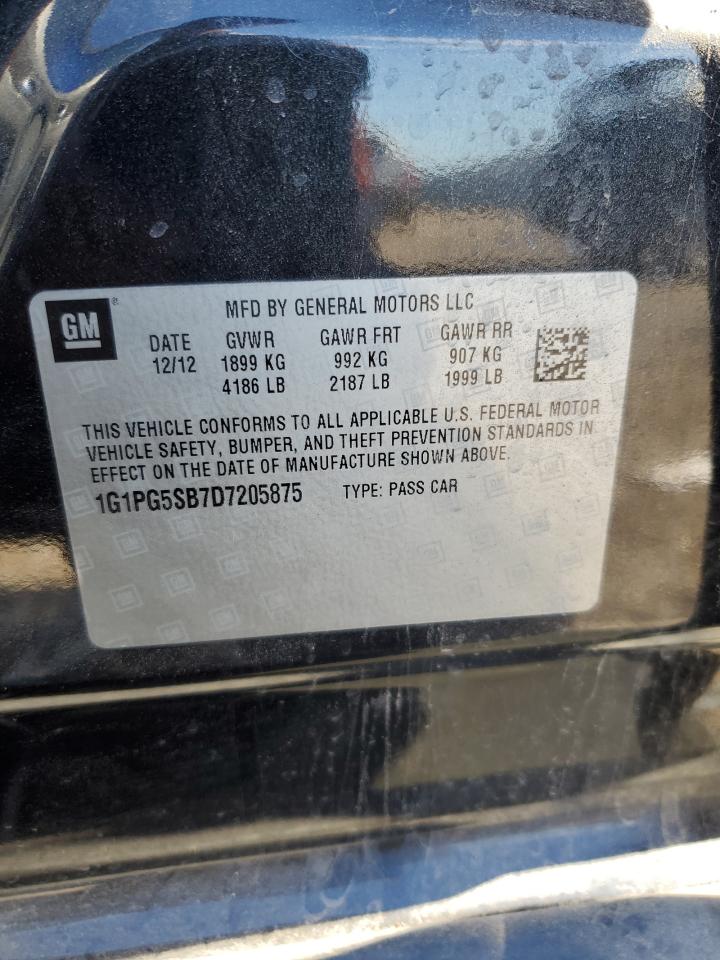 GM®
MFD BY GENERAL MOTORS LLC
DATE GVWR GAWR FRT GAWR RR
12/12 1899 KG 992 KG 907 KG
4186 LB 2187 LB 1999 LB
THIS VEHICLE CONFORMS TO ALL APPLICABLE U.S. FEDERAL MOTOR
VEHICLE SAFETY, BUMPER, AND THEFT PREVENTION STANDARDS IN
EFFECT ON THE DATE OF MANUFACTURE SHOWN ABOVE.
1G1PG5SB7D7205875 TYPE: PASS CAR